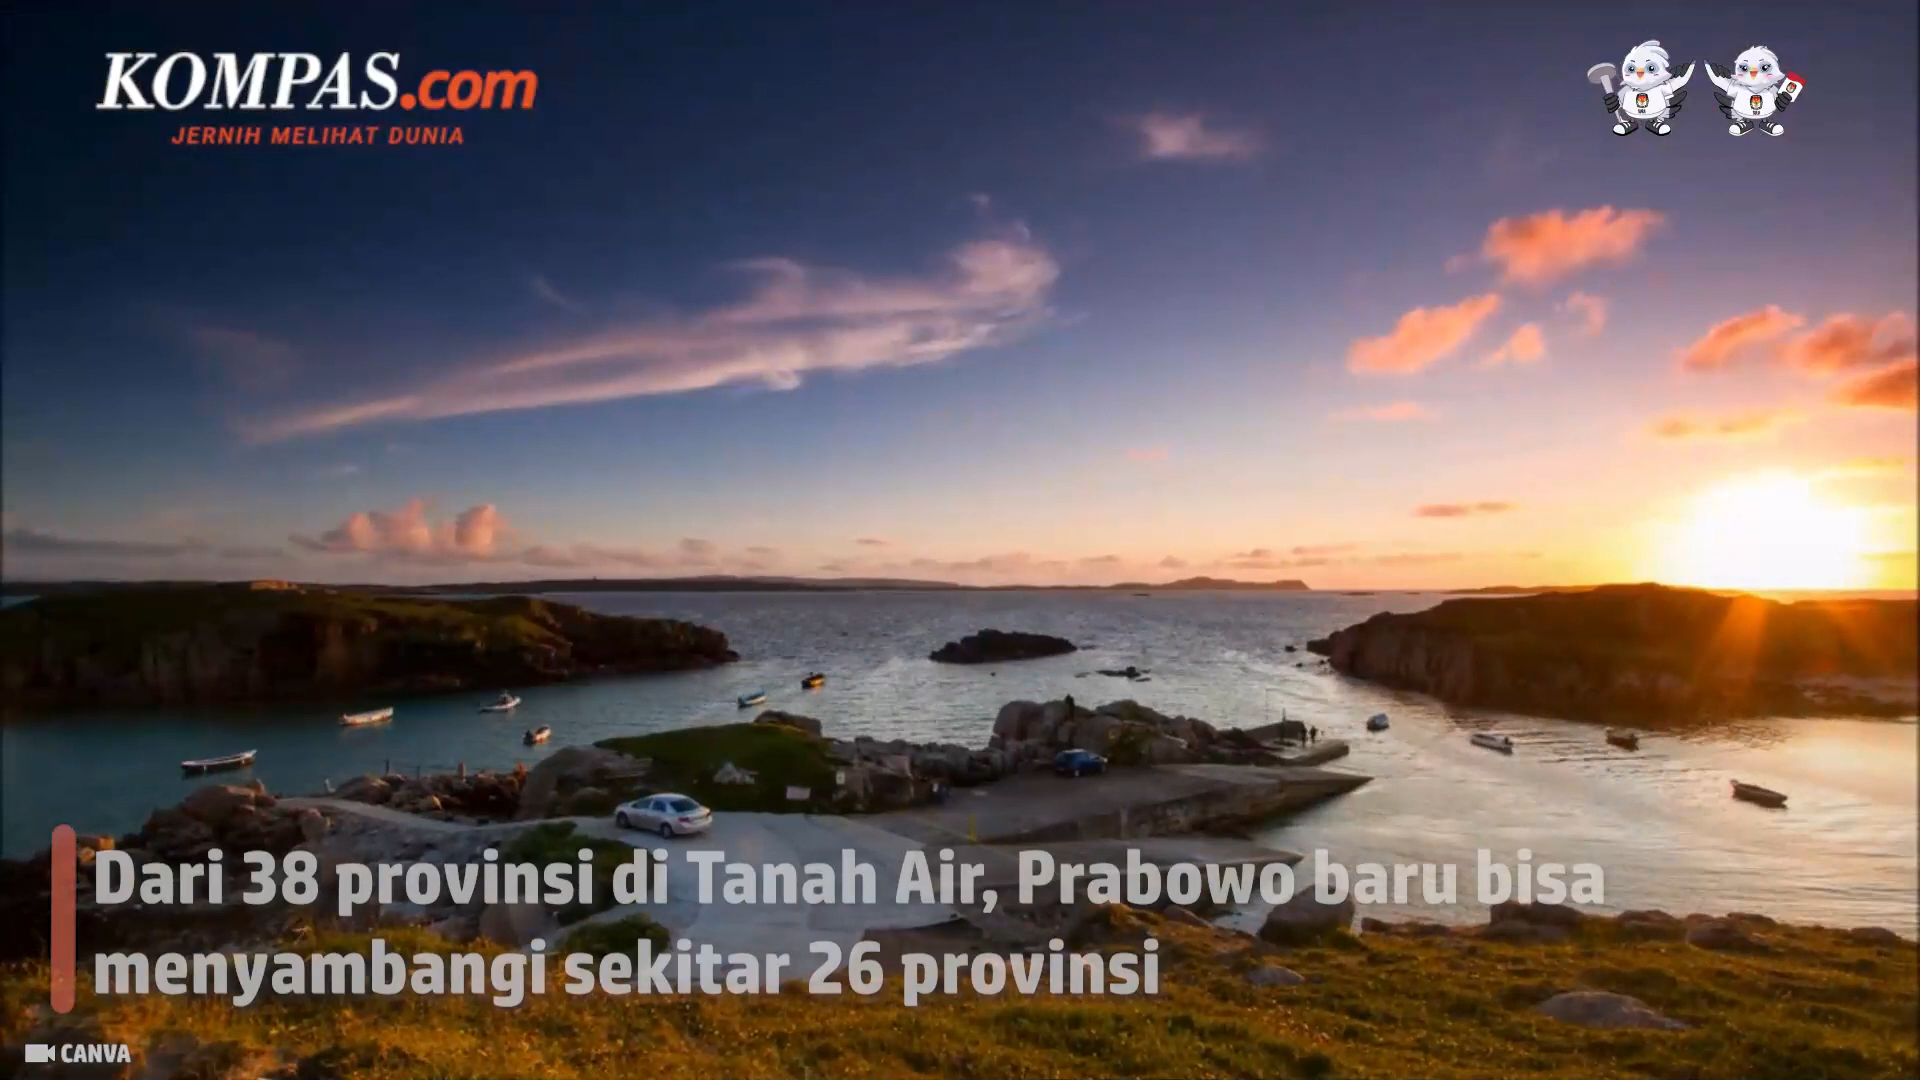 KOMPAS.com
JERNIH MELIHAT DUNIA
Dari 38 provinsi di Tanah Air, Prabowo baru bisa
menyambangi sekitar 26 provinsi
CANVA